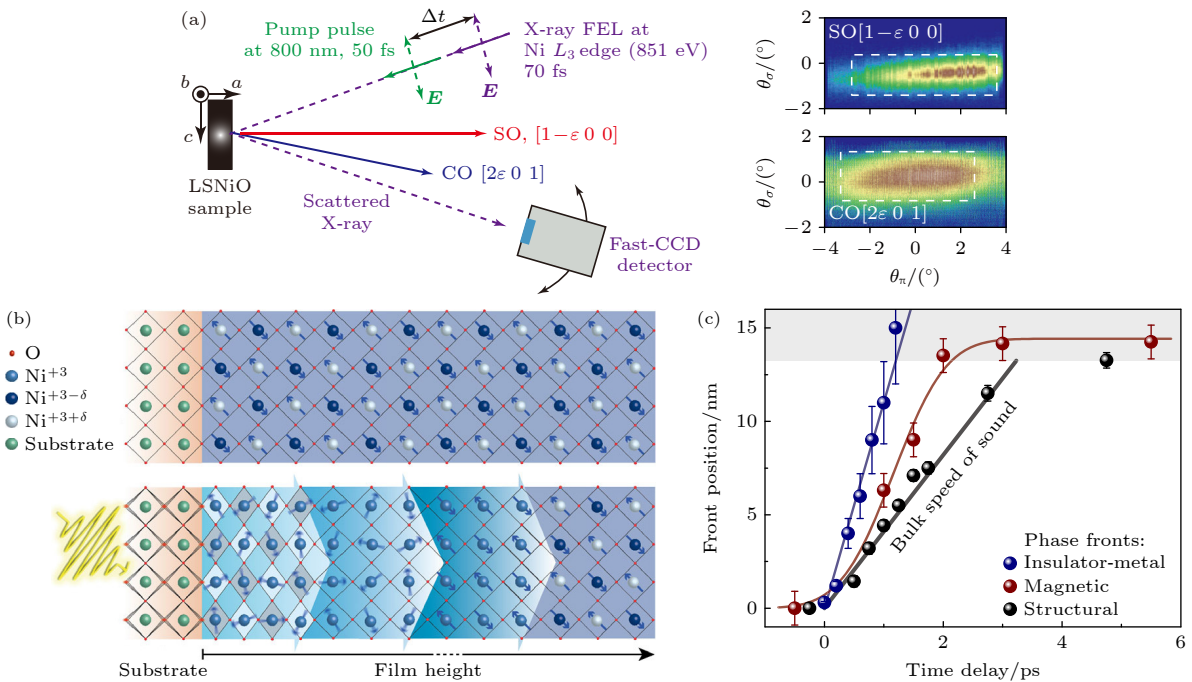 (a)
Pump pulse
at 800 nm, 50 fs
Δt
X-ray FEL at
Ni L3 edge (851 eV)
70 fs
E
E
b
a
c
LSNiO
sample
SO, [1−ε 0 0]
CO [2ε 0 1]
Scattered
X-ray
Fast-CCD
detector
SO[1−ε 0 0]
θσ/(°)
2
0
−2
CO[2ε 0 1]
θσ/(°)
2
0
−2
−4 −2 0 2 4
θπ/(°)
(b)
O
Ni+3
Ni+3−δ
Ni+3+δ
Substrate
Substrate
Film height
(c)
Front position/nm
15
10
5
0
Bulk speed of sound
Phase fronts:
Insulator-metal
Magnetic
Structural
0 2 4 6
Time delay/ps